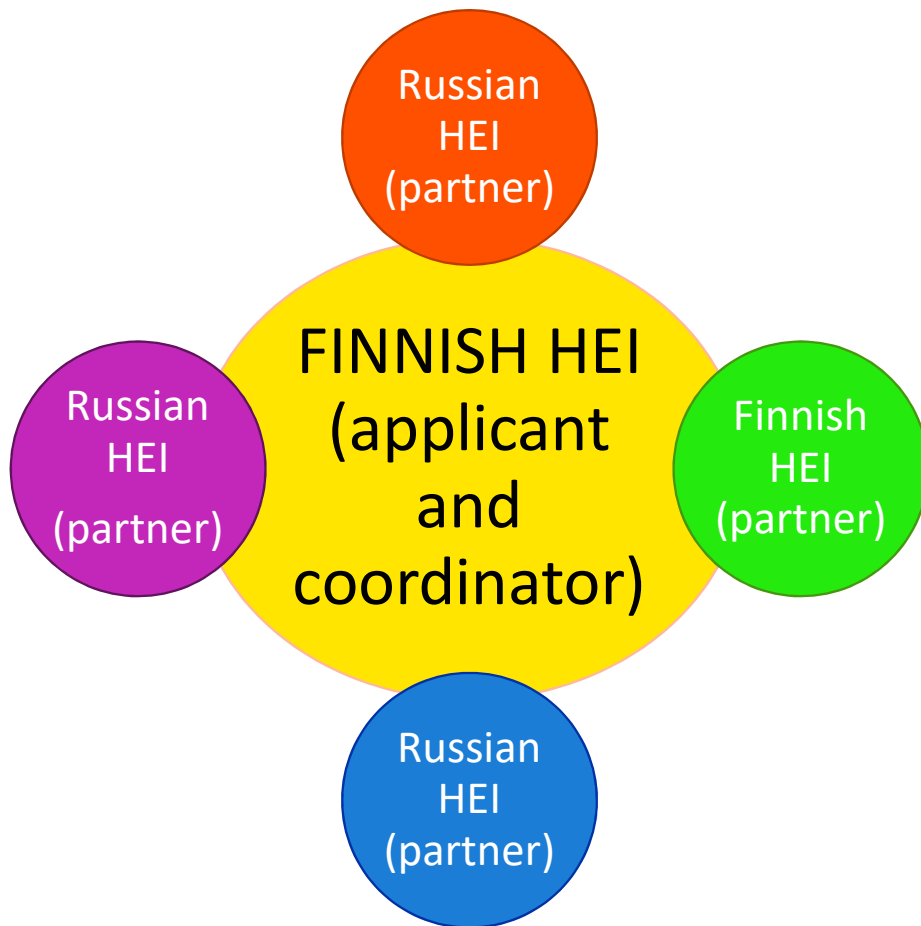 Russian
HEI
(partner)
FINNISH HEI
(applicant
and
coordinator)
Russian
HEI
(partner)
Finnish
HEI
(partner)
Russian
HEI
(partner)